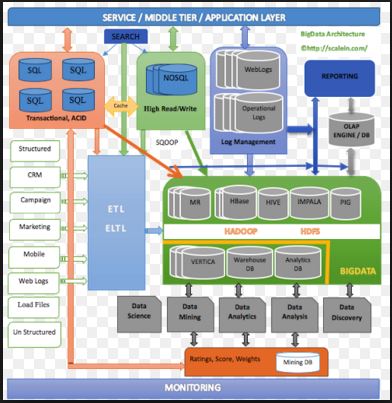 SERVICE / MIDDLE TIER / APPLICATION LAYER
SEARCH
BigData Architecture
©http://scalein.com/
SQL
SQL
SQL
SQL
Transactional, ACID
Cache
NOSQL
High Read/Write
WebLogs
Operational
Logs
Log Management
REPORTING
OLAP
ENGINE / DB
SQOOP
Structured
CRM
Campaign
Marketing
Mobile
Web Logs
Load Files
Un Structured
ETL
ELTL
MR
HBase
HIVE
IMPALA
PIG
HADOOP
HDFS
VERTICA
Warehouse
DB
Analytics
DB
BIGDATA
Data
Science
Data
Mining
Data
Analytics
Data
Analysis
Data
Discovery
Ratings, Score, Weights
Mining DB
MONITORING